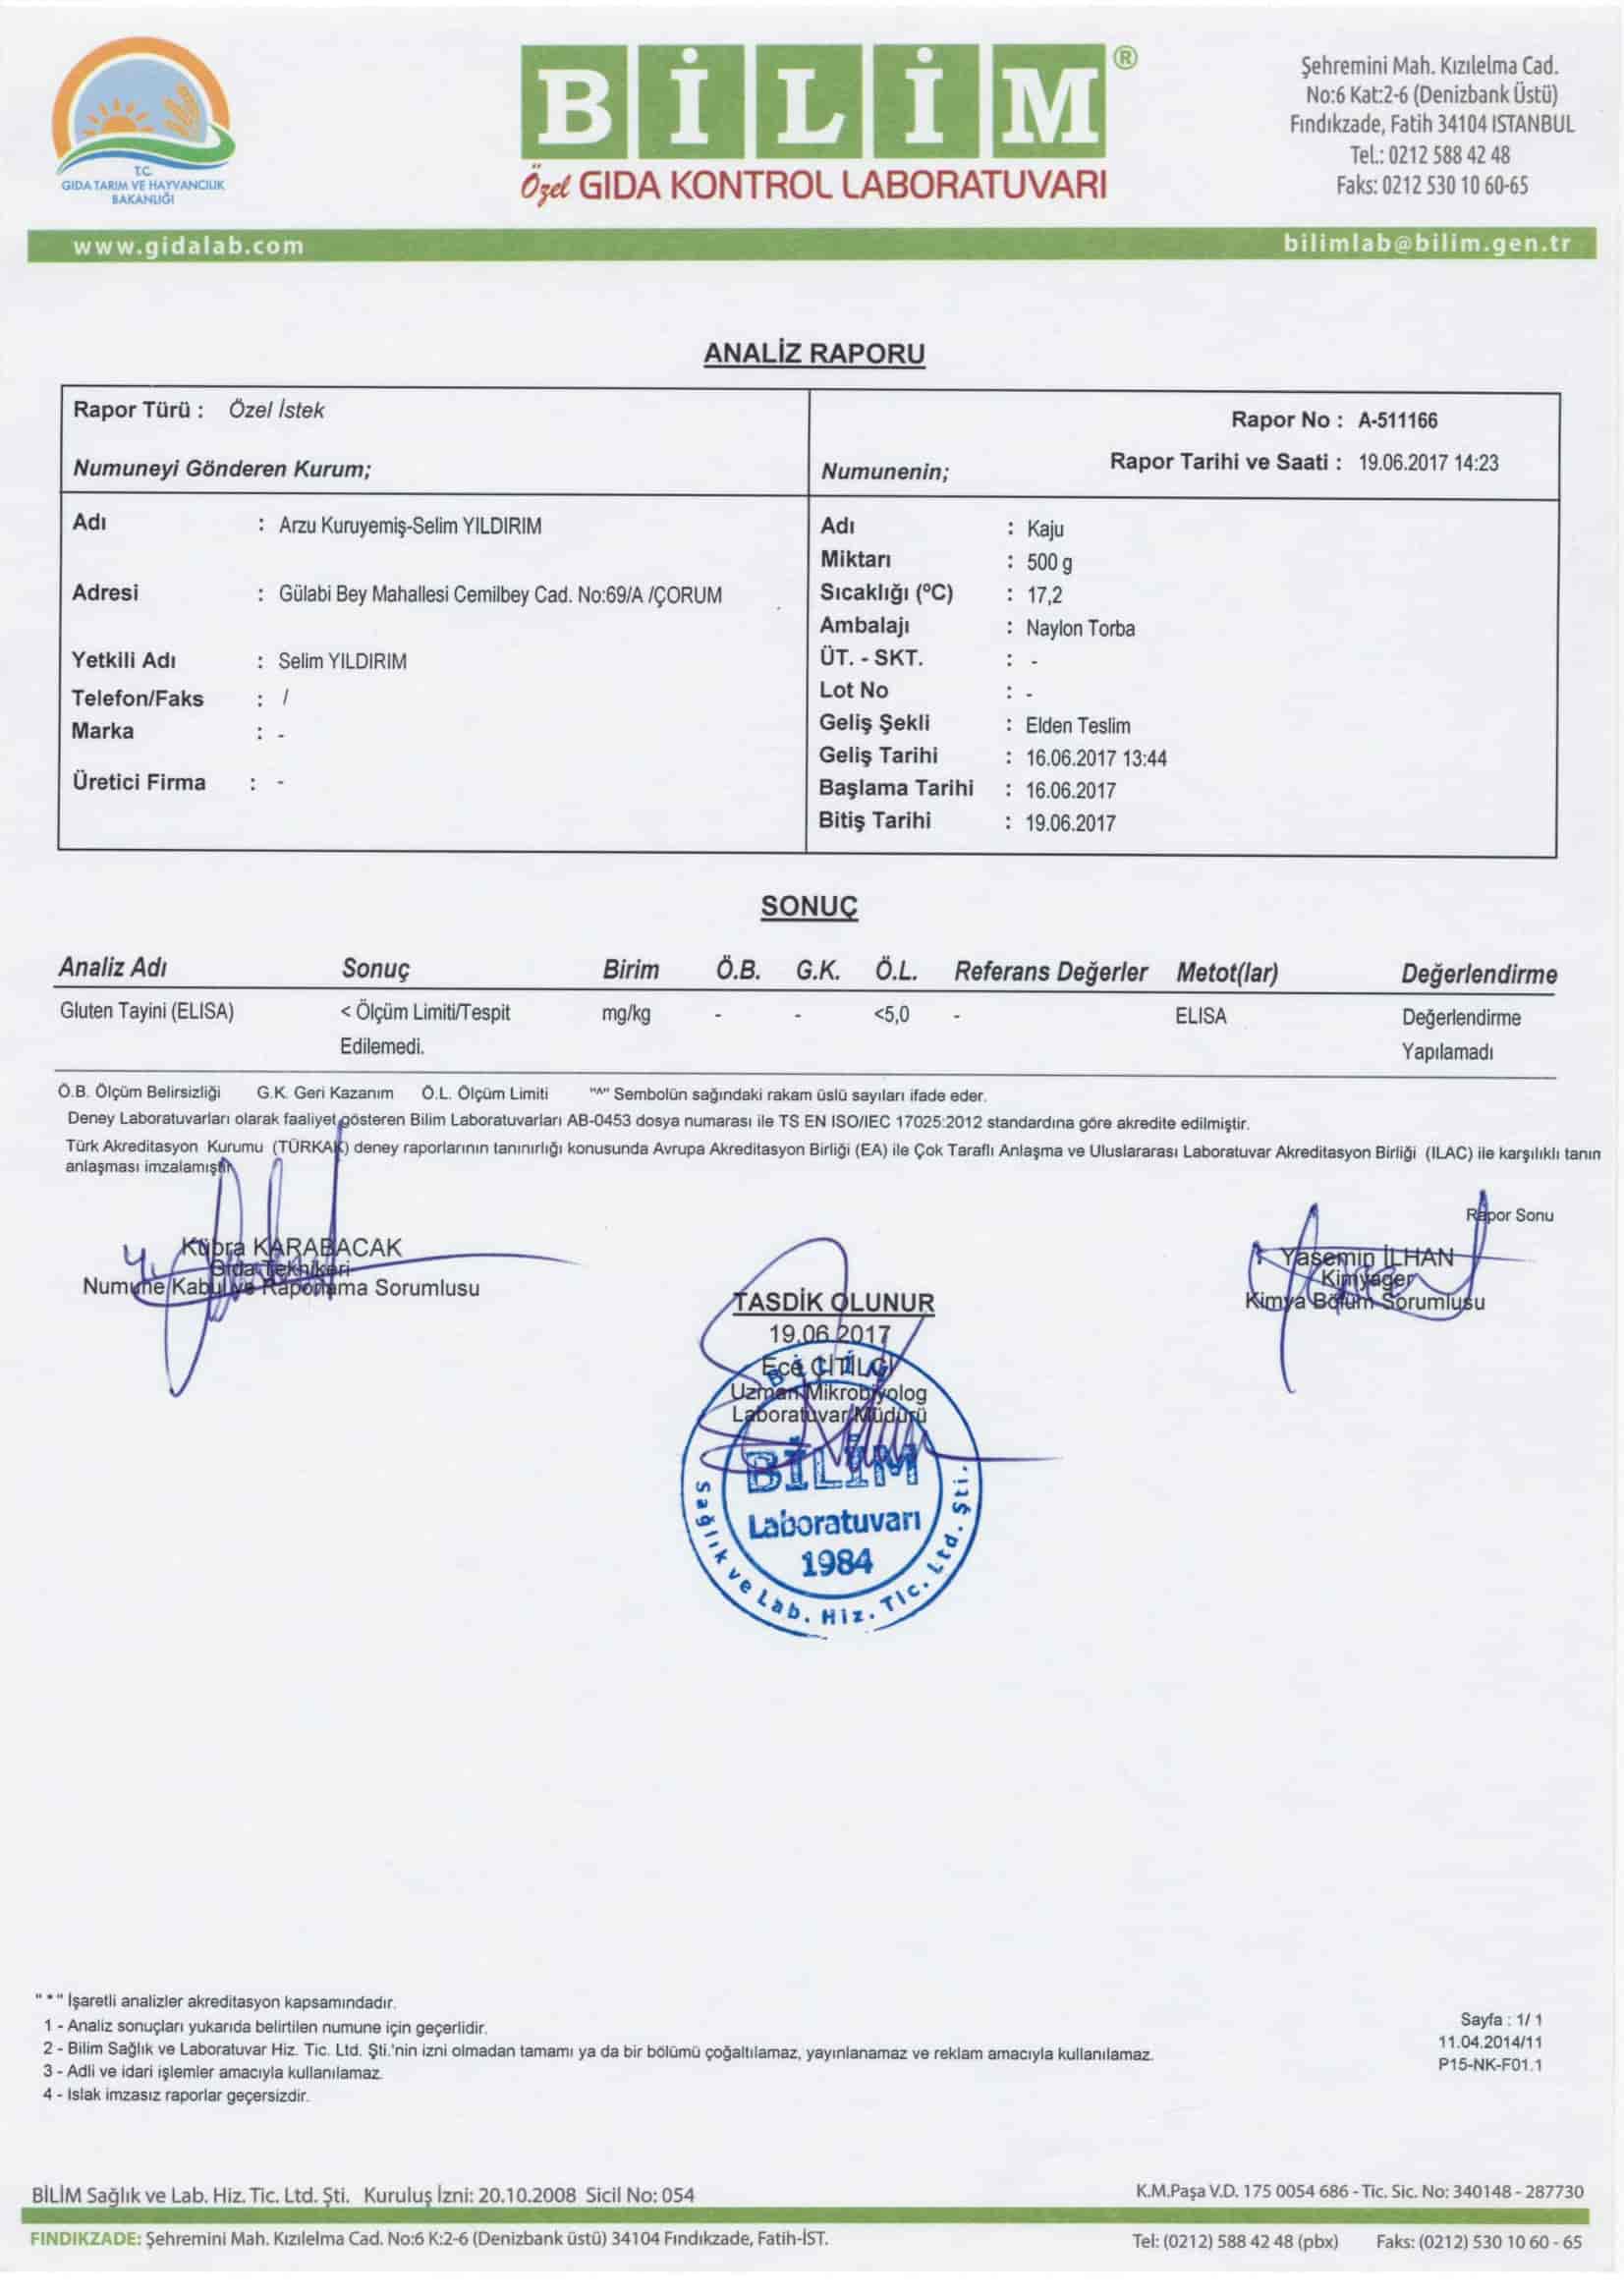 T.C.
GIDA TARIM VE HAYVANCILIK
BAKANLIĞI
BİLİM®
Özel GIDA KONTROL LABORATUVARI
Şehremini Mah. Kızılelma Cad.
No:6 Kat:2-6 (Denizbank Üstü)
Fındıkzade, Fatih 34104 ISTANBUL
Tel.: 0212 588 42 48
Faks: 0212 530 10 60-65
www.gidalab.com bilimlab@bilim.gen.tr
ANALİZ RAPORU
Rapor Türü : Özel İstek
Rapor No : A-511166
Rapor Tarihi ve Saati : 19.06.2017 14:23
Numuneyi Gönderen Kurum;
Numunenin;
Adı : Arzu Kuruyemiş-Selim YILDIRIM
Adresi : Gülabi Bey Mahallesi Cemilbey Cad. No:69/A /ÇORUM
Yetkili Adı : Selim YILDIRIM
Telefon/Faks : /
Marka : -
Üretici Firma : -
Adı : Kaju
Miktarı : 500 g
Sıcaklığı (ºC) : 17,2
Ambalajı : Naylon Torba
ÜT. - SKT. : -
Lot No : -
Geliş Şekli : Elden Teslim
Geliş Tarihi : 16.06.2017 13:44
Başlama Tarihi : 16.06.2017
Bitiş Tarihi : 19.06.2017
SONUÇ
Analiz Adı Sonuç Birim Ö.B. G.K. Ö.L. Referans Değerler Metot(lar) Değerlendirme
Gluten Tayini (ELISA) < Ölçüm Limiti/Tespit mg/kg - - <5,0 - ELISA Değerlendirme
Edilemedi. Yapılamadı
Ö.B. Ölçüm Belirsizliği G.K. Geri Kazanım Ö.L. Ölçüm Limiti "^" Sembolün sağındaki rakam üslü sayıları ifade eder.
Deney Laboratuvarları olarak faaliyet gösteren Bilim Laboratuvarları AB-0453 dosya numarası ile TS EN ISO/IEC 17025:2012 standardına göre akredite edilmiştir.
Türk Akreditasyon Kurumu (TÜRKAK) deney raporlarının tanınırlığı konusunda Avrupa Akreditasyon Birliği (EA) ile Çok Taraflı Anlaşma ve Uluslararası Laboratuvar Akreditasyon Birliği (ILAC) ile karşılıklı tanın
anlaşması imzalamıştır
Rapor Sonu
Kübra KARABACAK
Gıda Teknikeri
Numune Kabul ve Raporlama Sorumlusu
Yasemin İLHAN
Kimyager
Kimya Bölüm Sorumlusu
TASDİK OLUNUR
19.06.2017
Ece ÇİTİLCİ
Uzman Mikrobiyolog
Laboratuvar Müdürü
BİLİM
BİLİM
Laboratuvarı
1984
Sağlık ve Lab. Hiz. Tic. Ltd. Şti.
" * " İşaretli analizler akreditasyon kapsamındadır.
1 - Analiz sonuçları yukarıda belirtilen numune için geçerlidir.
2 - Bilim Sağlık ve Laboratuvar Hiz. Tic. Ltd. Şti.'nin izni olmadan tamamı ya da bir bölümü çoğaltılamaz, yayınlanamaz ve reklam amacıyla kullanılamaz.
3 - Adli ve idari işlemler amacıyla kullanılamaz.
4 - Islak imzasız raporlar geçersizdir.
Sayfa : 1/ 1
11.04.2014/11
P15-NK-F01.1
BİLİM Sağlık ve Lab. Hiz. Tic. Ltd. Şti. Kuruluş İzni: 20.10.2008 Sicil No: 054
K.M.Paşa V.D. 175 0054 686 - Tic. Sic. No: 340148 - 287730
FINDIKZADE: Şehremini Mah. Kızılelma Cad. No:6 K:2-6 (Denizbank üstü) 34104 Fındıkzade, Fatih-İST.
Tel: (0212) 588 42 48 (pbx) Faks: (0212) 530 10 60 - 65